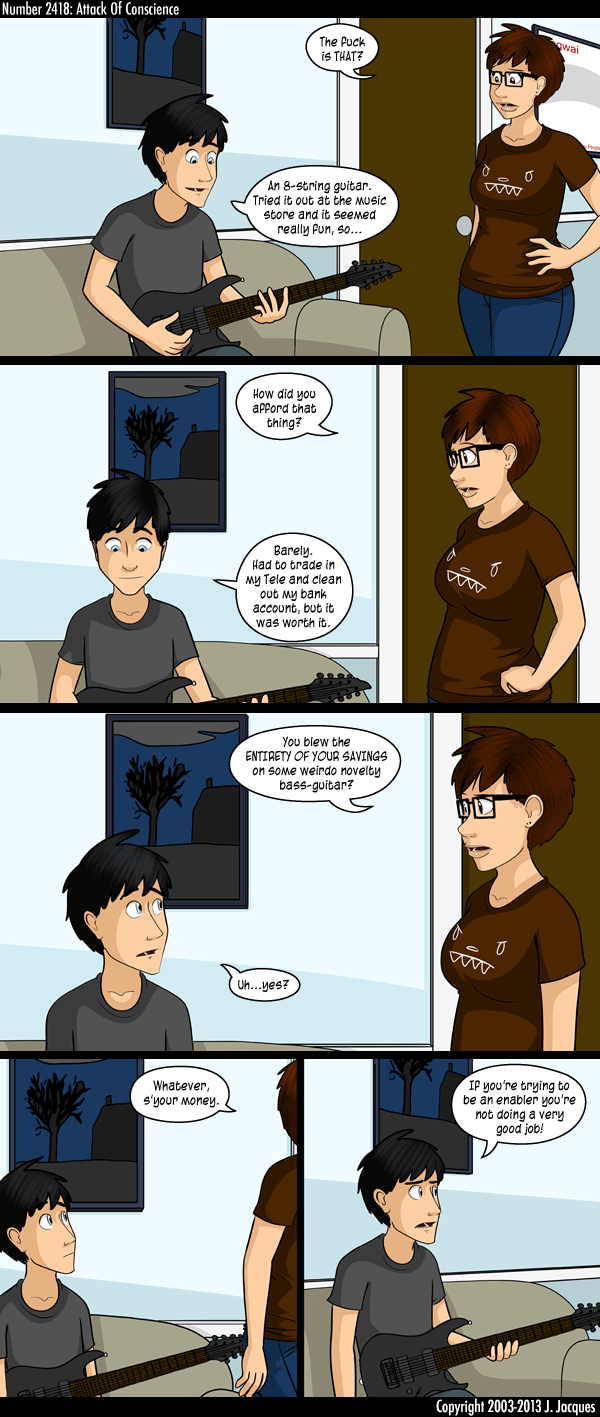 Number 2418: Attack Of Conscience
The fuck
is THAT?
gwai
People
An 8-string guitar.
Tried it out at the music
store and it seemed
really fun, so...
How did you
afford that
thing?
Barely.
Had to trade in
my Tele and clean
out my bank
account, but it
was worth it.
You blew the
ENTIRETY OF YOUR SAVINGS
on some weirdo novelty
bass-guitar?
Uh...yes?
Whatever,
s'your money.
If you're trying to
be an enabler you're
not doing a very
good job!
Copyright 2003-2013 J. Jacques